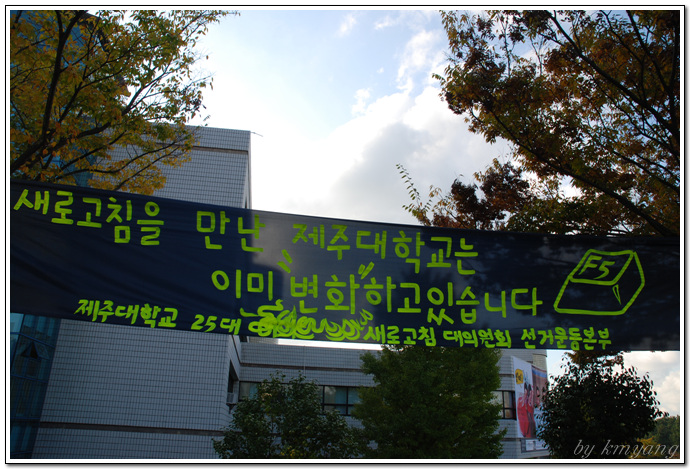 새로고침을 만난 제주대학교는
이미 변화하고있습니다
F5
제주대학교 25대
새로고침 대의원회 선거운동본부
by kmyang